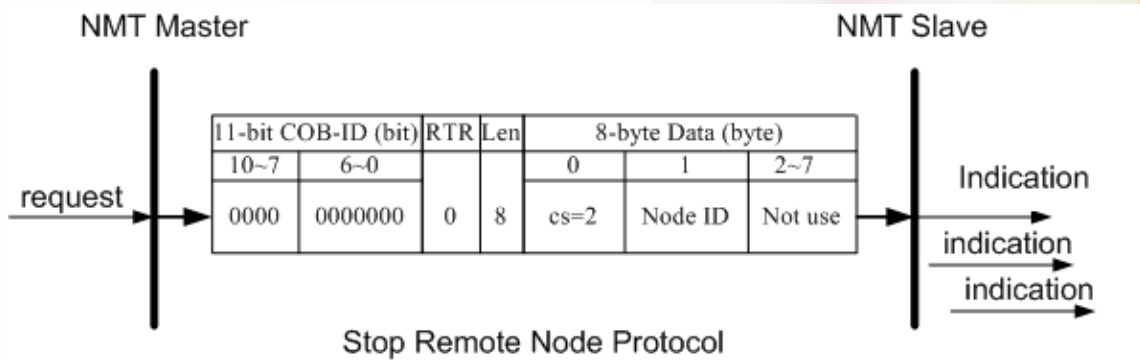 NMT Master NMT Slave
11-bit COB-ID (bit) RTR Len 8-byte Data (byte)
10~7 6~0 0 1 2~7
request 0000 0000000 0 8 cs=2 Node ID Not use Indication
indication
indication
Stop Remote Node Protocol